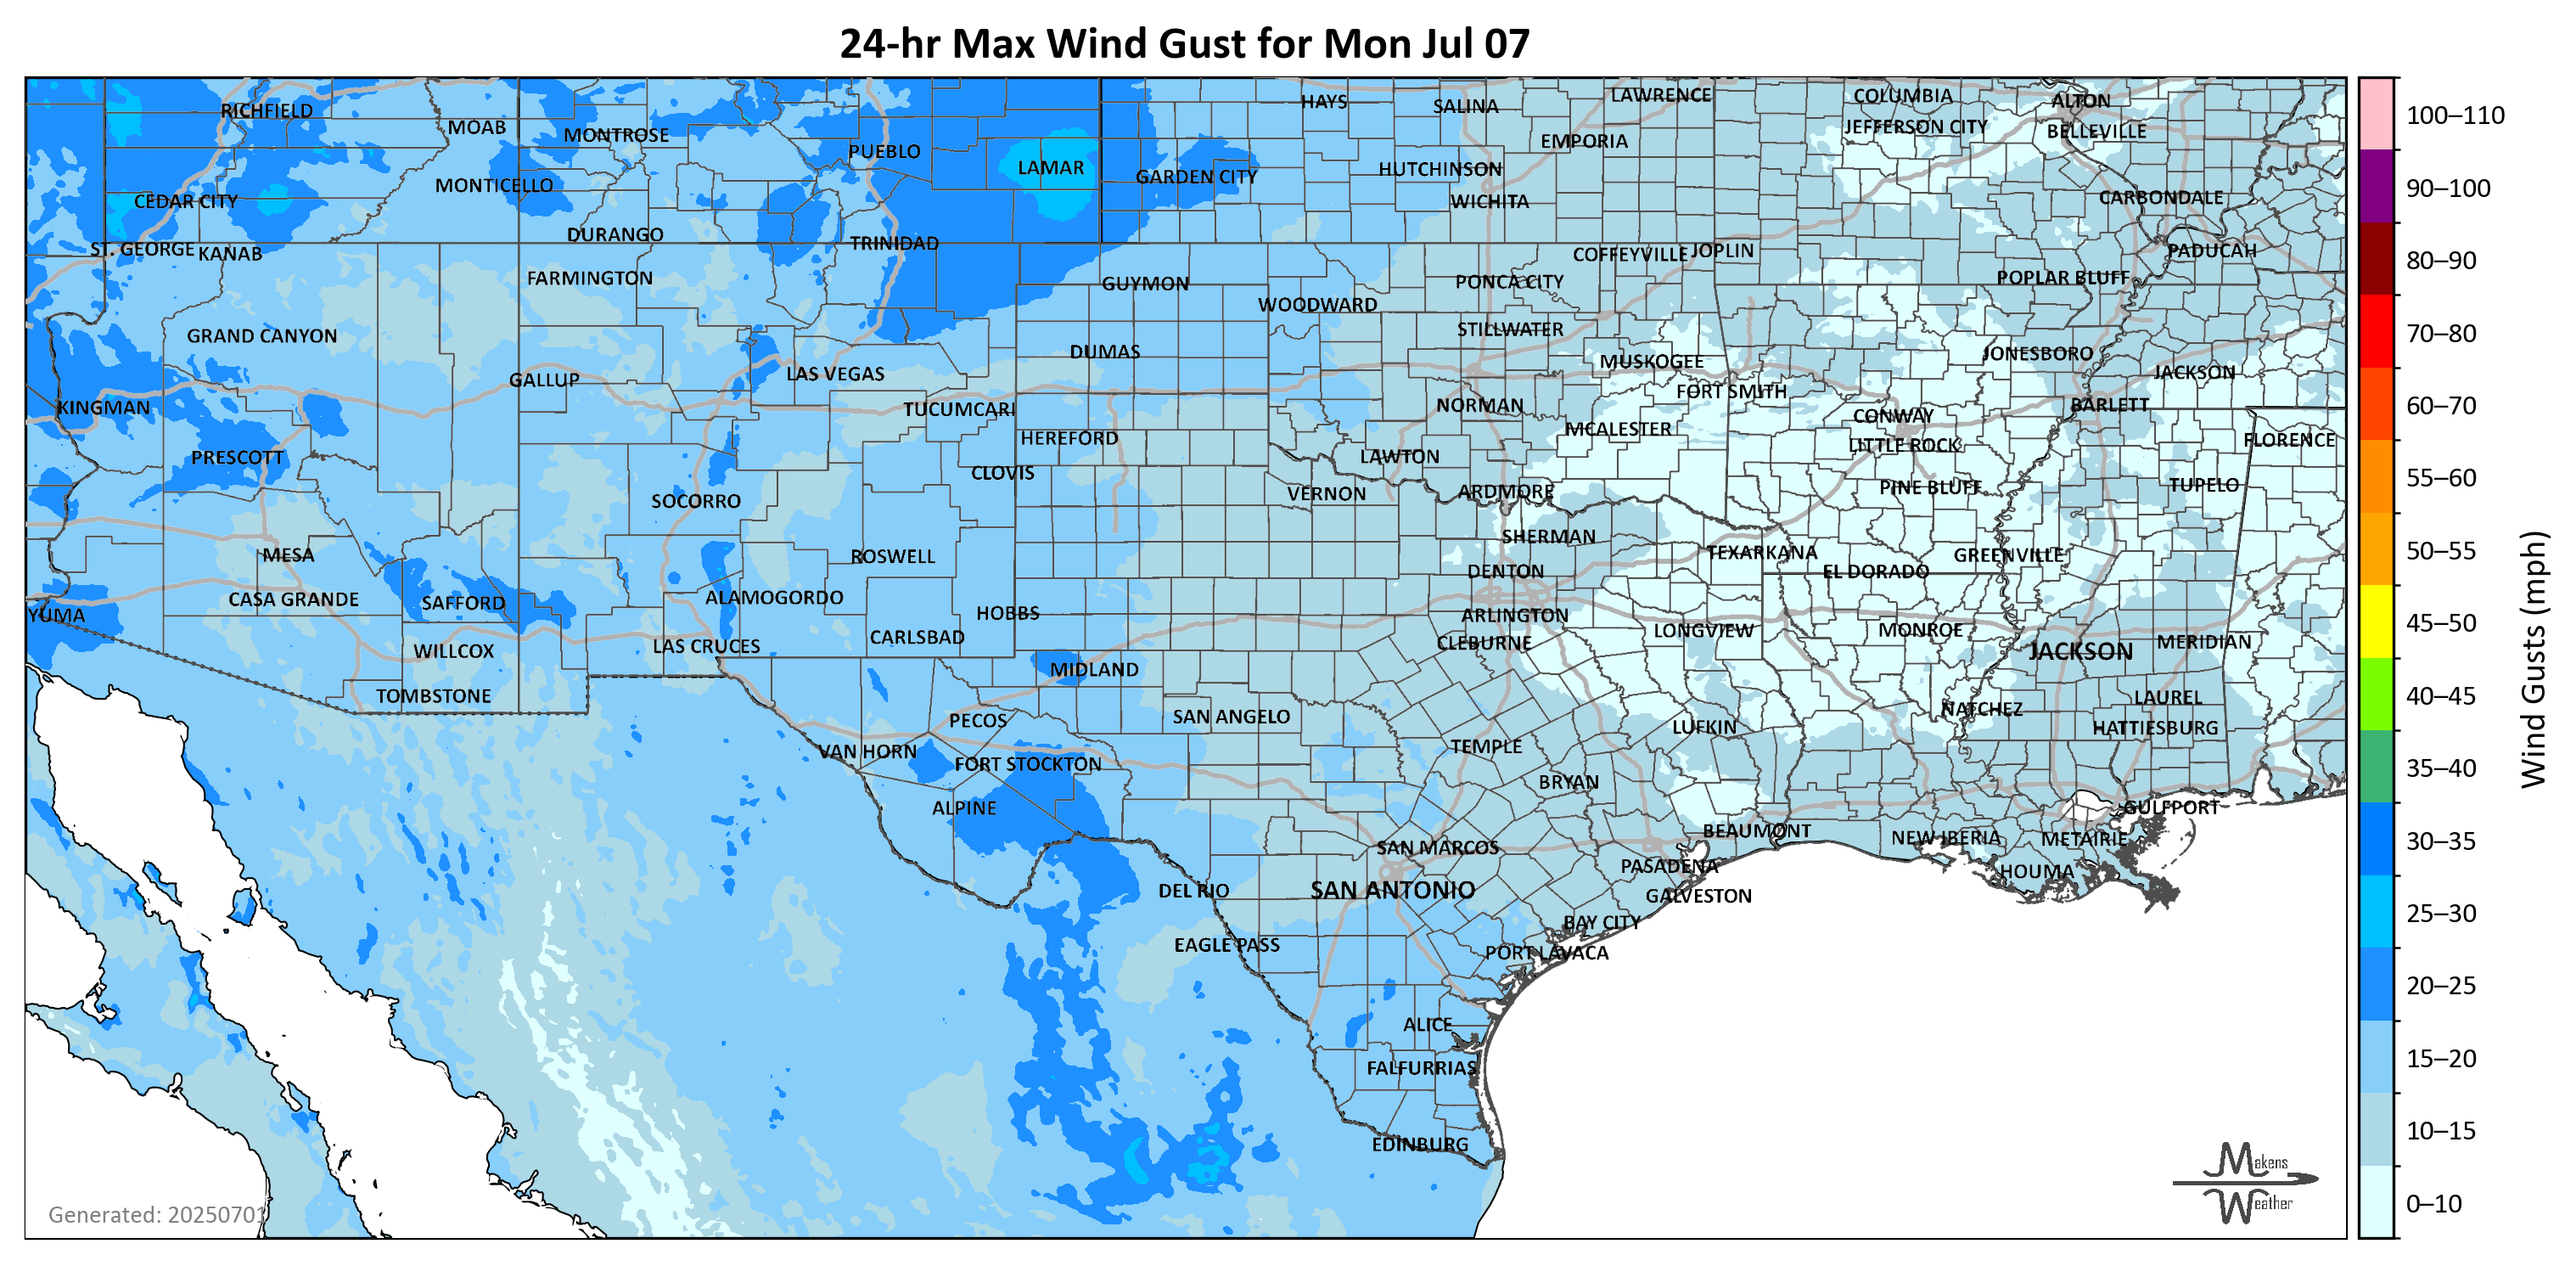 24-hr Max Wind Gust for Mon Jul 07
RICHFIELD
MOAB
MONTROSE
PUEBLO
LAMAR
GARDEN CITY
HAYS
SALINA
LAWRENCE
COLUMBIA
ALTON
JEFFERSON CITY
BELLEVILLE
EMPORIA
HUTCHINSON
WICHITA
CARBONDALE
MONTICELLO
CEDAR CITY
DURANGO
TRINIDAD
ST. GEORGE
KANAB
COFFEYVILLE
JOPLIN
PADUCAH
FARMINGTON
GUYMON
PONCA CITY
POPLAR BLUFF
WOODWARD
GRAND CANYON
STILLWATER
DUMAS
MUSKOGEE
JONESBORO
GALLUP
LAS VEGAS
JACKSON
FORT SMITH
KINGMAN
TUCUMCARI
NORMAN
CONWAY
BARLETT
HEREFORD
MCALESTER
LITTLE ROCK
FLORENCE
PRESCOTT
CLOVIS
LAWTON
SOCORRO
VERNON
ARDMORE
PINE BLUFF
TUPELO
SHERMAN
MESA
ROSWELL
TEXARKANA
GREENVILLE
DENTON
EL DORADO
CASA GRANDE
SAFFORD
ALAMOGORDO
YUMA
HOBBS
ARLINGTON
CARLSBAD
CLEBURNE
LONGVIEW
MONROE
WILLCOX
LAS CRUCES
JACKSON
MERIDIAN
MIDLAND
TOMBSTONE
LAUREL
PECOS
SAN ANGELO
NATCHEZ
LUFKIN
HATTIESBURG
VAN HORN
TEMPLE
FORT STOCKTON
BRYAN
ALPINE
GULFPORT
BEAUMONT
NEW IBERIA
METAIRIE
SAN MARCOS
PASADENA
HOUMA
DEL RIO
SAN ANTONIO
GALVESTON
BAY CITY
EAGLE PASS
PORT LAVACA
ALICE
FALFURRIAS
EDINBURG
Generated: 20250701
Makens
Weather
100–110
90–100
80–90
70–80
60–70
55–60
50–55
45–50
40–45
35–40
30–35
25–30
20–25
15–20
10–15
0–10
Wind Gusts (mph)